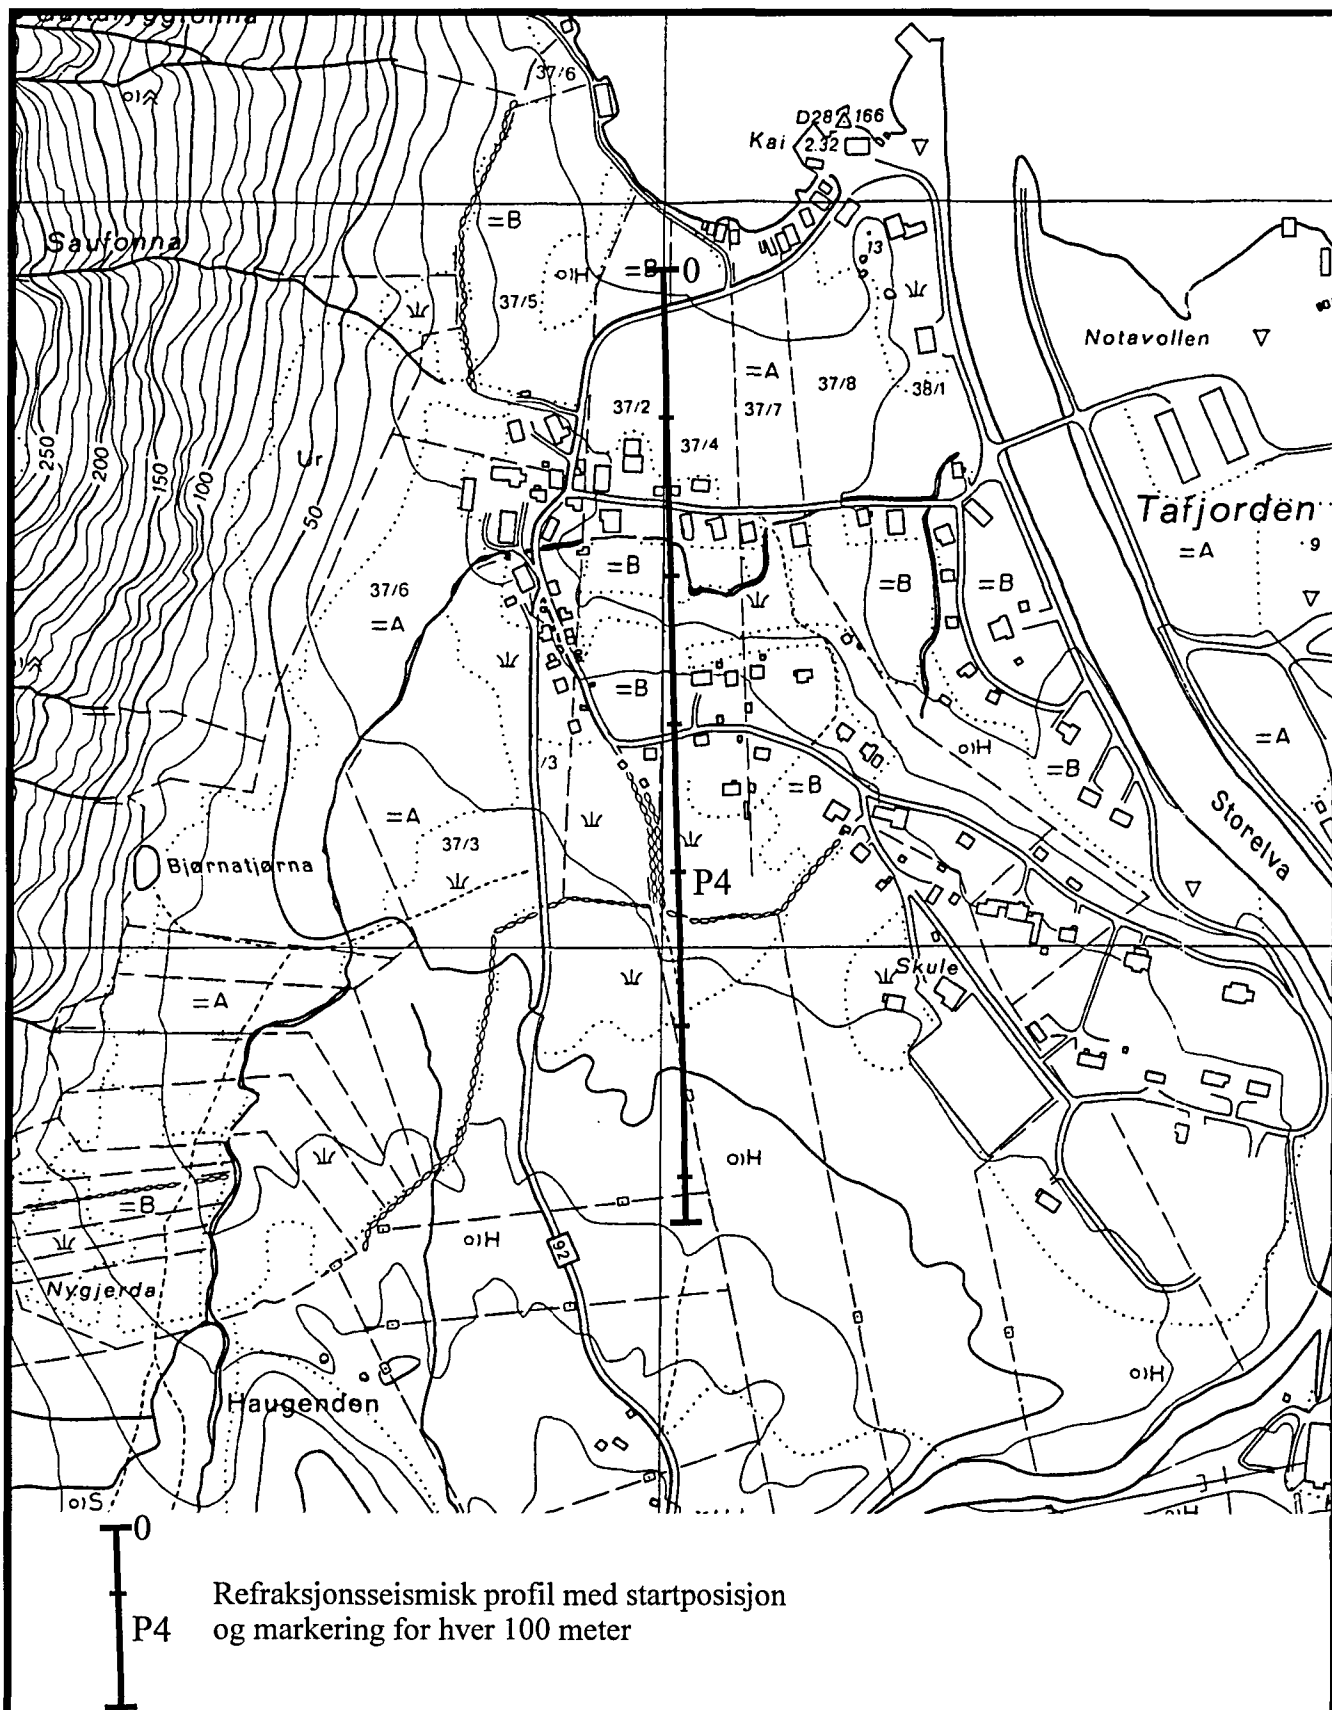 37/6
D28 166
Kai 2.32
=B
Saufonna
13
=B 0
o)H
37/5
Notavollen
=A
37/8
38/1
37/2
37/7
37/4
250
200
150
100
50
Ur
Tafjorden
=A
9
=B
=B
=B
37/6
=A
=B
=A
o)H
=B
/3
=B
Storelva
=A
37/3
Bjørnatjørna
P4
Skule
=A
o)H
=B
o)H
92
Nygjerda
o)H
Haugenden
o)S
o)H
0
Refraksjonsseismisk profil med startposisjon
P4 og markering for hver 100 meter